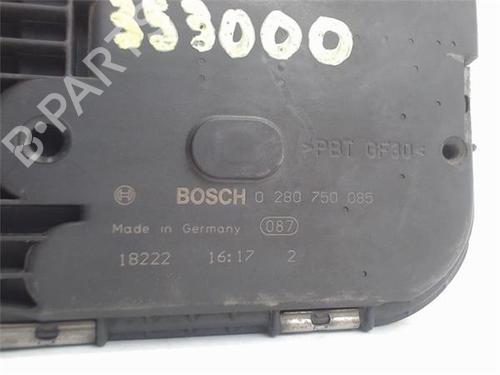 353000
B-PARTS
>PBT GF30<
BOSCH 0 280 750 085
Made in Germany 087
18222 16:17 2